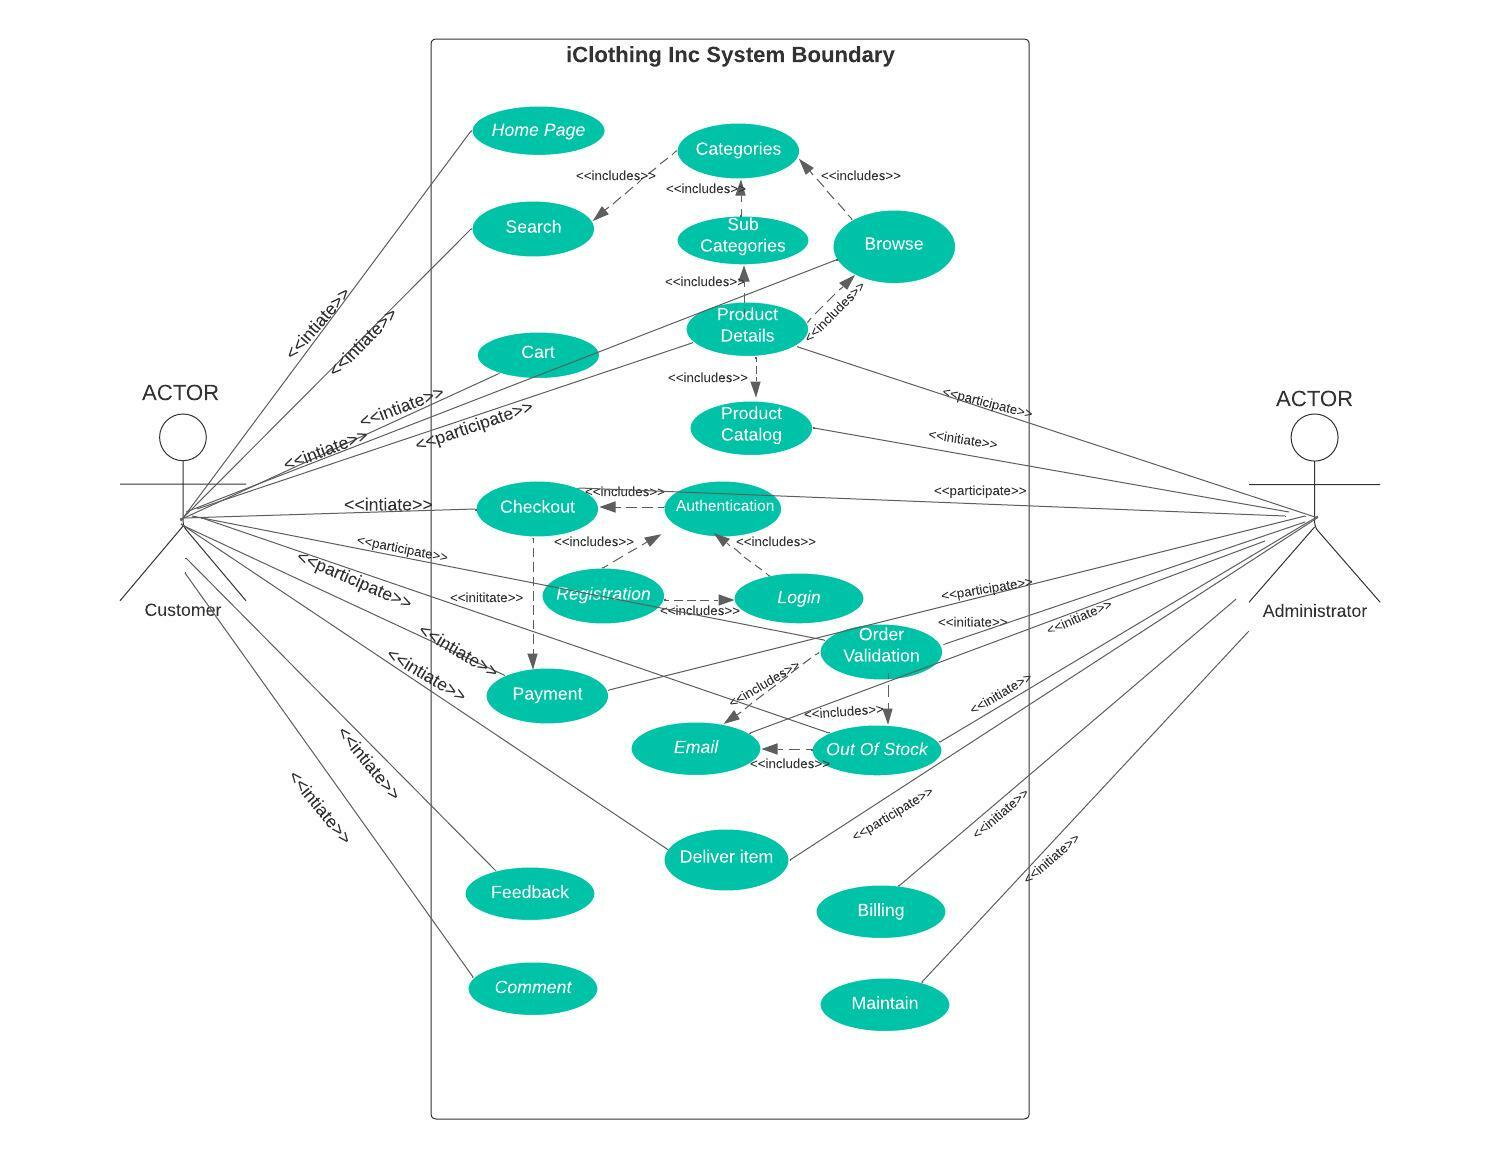 iClothing Inc System Boundary
Home Page
Categories
<<includes>>
<<includes>>
<<includes>>
Search
Sub
Categories
Browse
<<includes>>
<<includes>>
<<intiate>>
<<intiate>>
Product
Details
Cart
<<includes>>
ACTOR
ACTOR
<<intiate>>
<<participate>>
<<participate>>
<<intiate>>
Product
Catalog
<<initiate>>
<<intiate>>
Checkout
<<includes>>
Authentication
<<participate>>
<<participate>>
<<includes>>
<<includes>>
<<participate>>
Registration
<<includes>>
Login
<<inititate>>
<<participate>>
Customer
Administrator
<<initiate>>
<<initiate>>
Order
Validation
<<intiate>>
<<intiate>>
Payment
<<includes>>
<<includes>>
<<initiate>>
Email
Out Of Stock
<<includes>>
<<intiate>>
<<intiate>>
<<participate>>
<<initiate>>
<<initiate>>
Deliver item
Feedback
Billing
Comment
Maintain